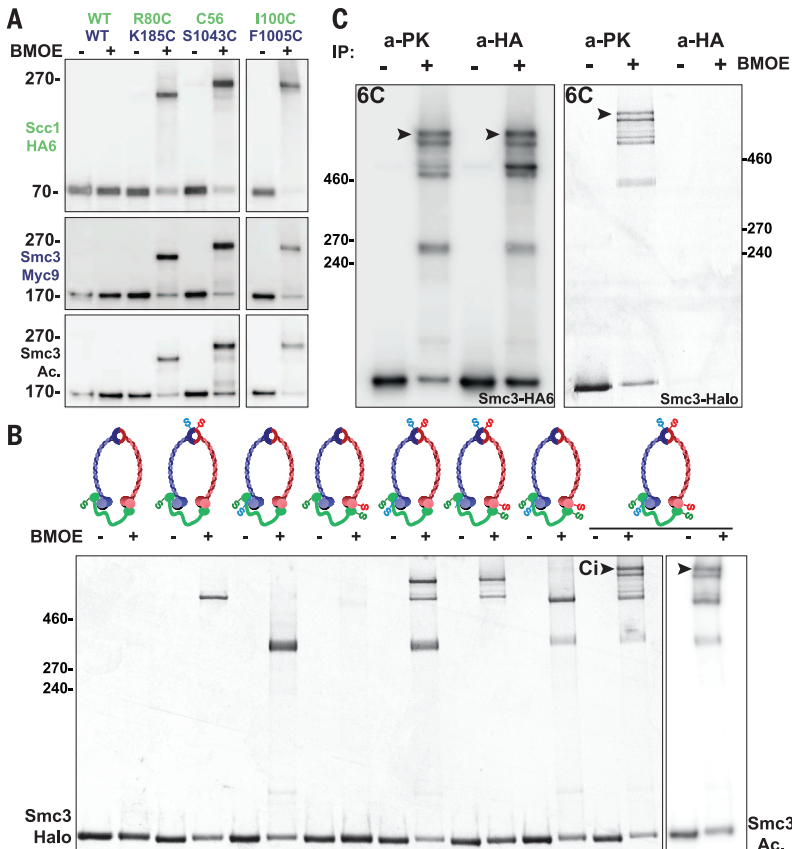 A
WT R80C C56 I100C
WT K185C S1043C F1005C
BMOE - + - + - + - +
270-
Scc1
HA6
70-
270-
Smc3
Myc9
170-
270-
Smc3
Ac.
170-
C
IP: a-PK a-HA a-PK a-HA
- + - + - + - + BMOE
6C
460-
270-
240-
Smc3-HA6
6C
-460
-270
-240
Smc3-Halo
B
S S S S S S S S
S S S S S S S S S S S S
S S S S
BMOE - + - + - + - + - + - + - + - + - +
Ci
460-
270-
240-
Smc3
Halo
Smc3
Ac.